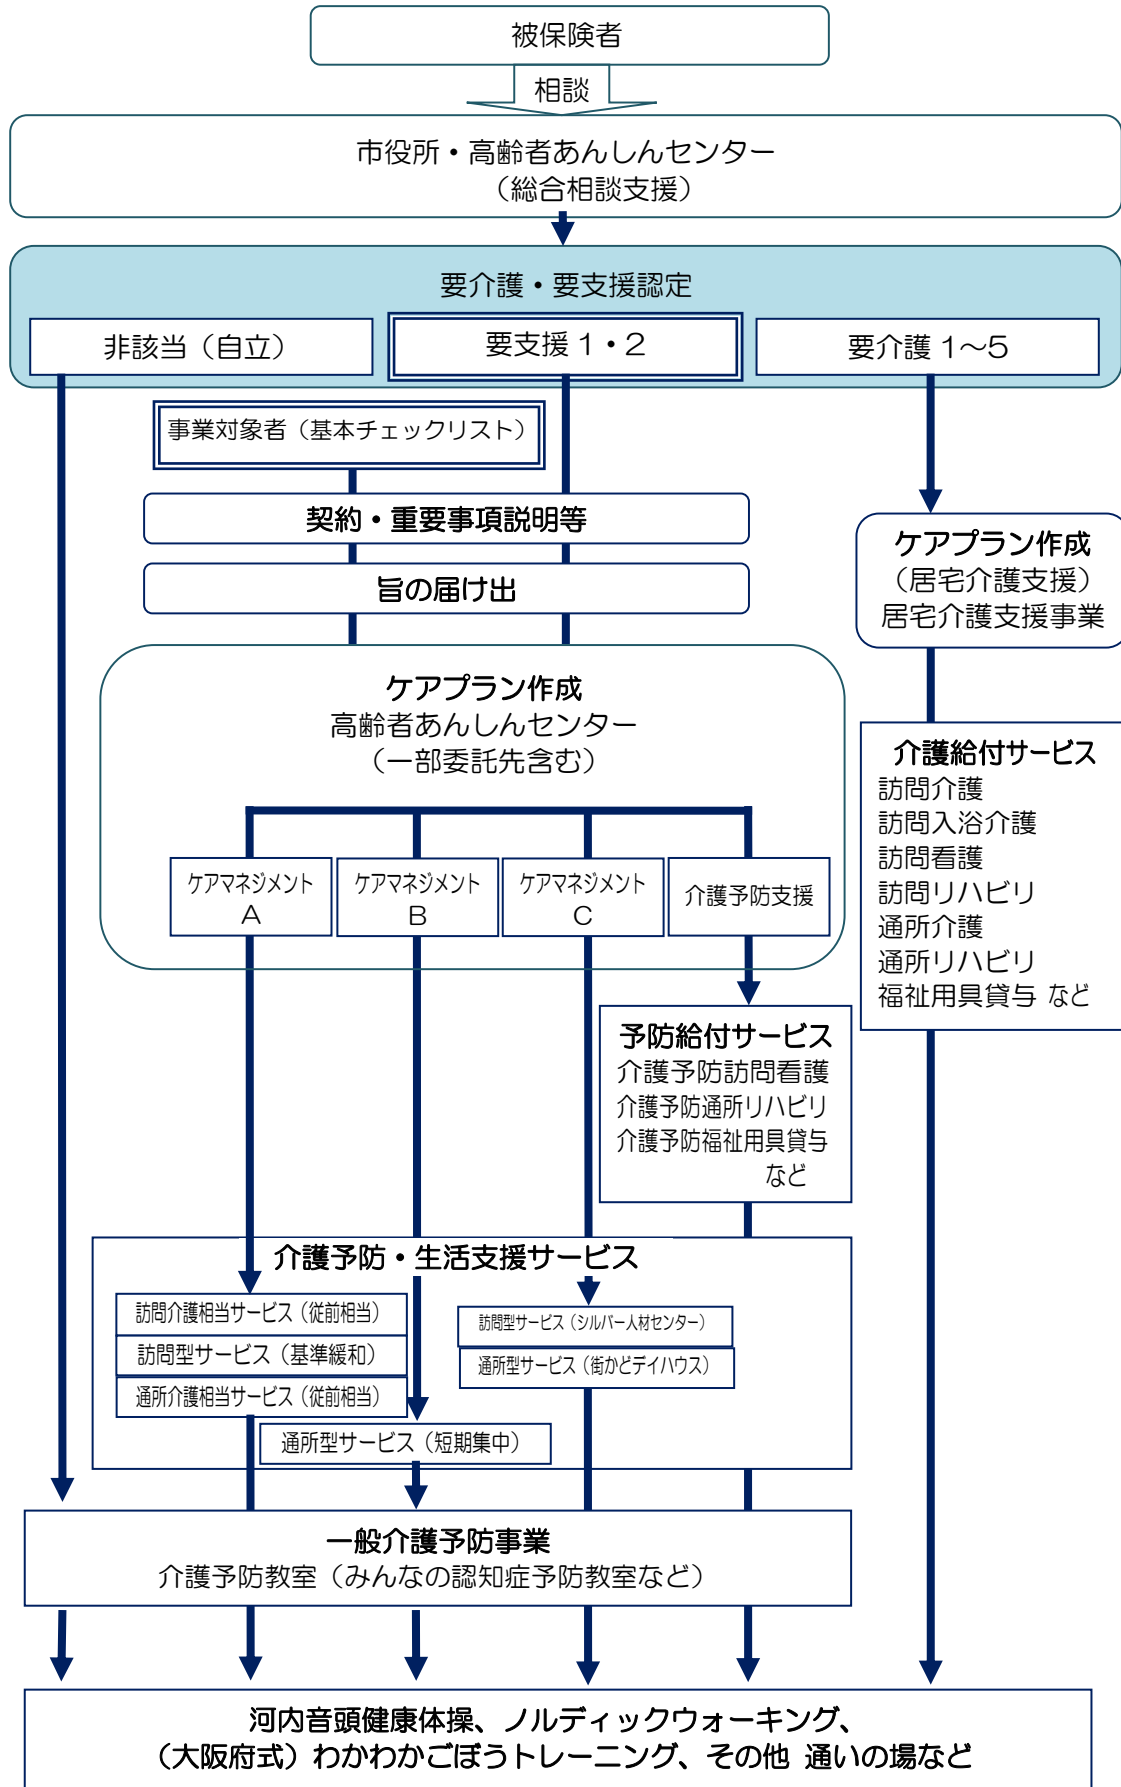 被保険者
相談
市役所・高齢者あんしんセンター
（総合相談支援）
要介護・要支援認定
非該当（自立）
要支援１・２
要介護１～５
事業対象者（基本チェックリスト）
契約・重要事項説明等
旨の届け出
ケアプラン作成
（居宅介護支援）
居宅介護支援事業
ケアプラン作成
高齢者あんしんセンター
（一部委託先含む）
ケアマネジメント
A
ケアマネジメント
B
ケアマネジメント
C
介護予防支援
介護給付サービス
訪問介護
訪問入浴介護
訪問看護
訪問リハビリ
通所介護
通所リハビリ
福祉用具貸与 など
予防給付サービス
介護予防訪問看護
介護予防通所リハビリ
介護予防福祉用具貸与
など
介護予防・生活支援サービス
訪問介護相当サービス（従前相当）
訪問型サービス（基準緩和）
通所介護相当サービス（従前相当）
訪問型サービス（シルバー人材センター）
通所型サービス（街かどデイハウス）
通所型サービス（短期集中）
一般介護予防事業
介護予防教室（みんなの認知症予防教室など）
河内音頭健康体操、ノルディックウォーキング、
（大阪府式）わかわかごぼうトレーニング、その他 通いの場など